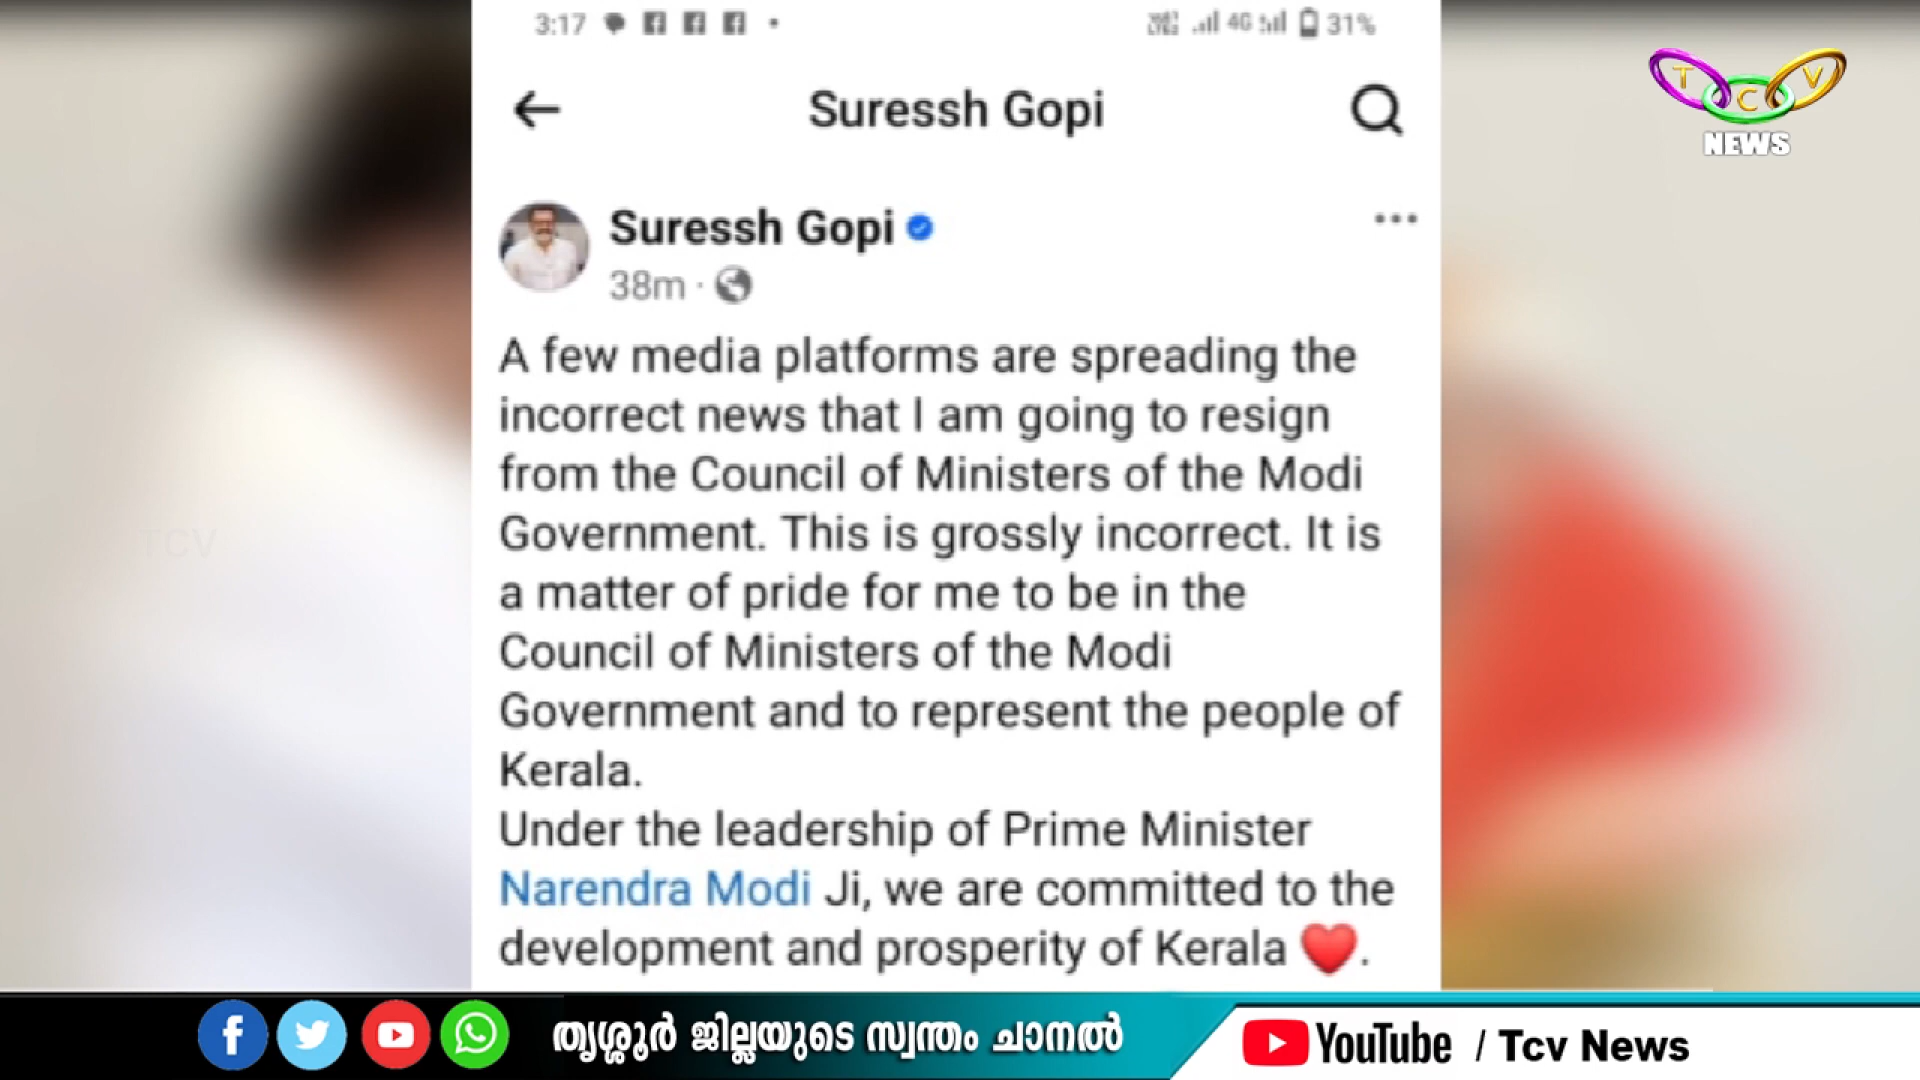 3:17
4G
31%
Suressh Gopi
Suressh Gopi
38m ·
A few media platforms are spreading the
incorrect news that I am going to resign
from the Council of Ministers of the Modi
Government. This is grossly incorrect. It is
a matter of pride for me to be in the
Council of Ministers of the Modi
Government and to represent the people of
Kerala.
Under the leadership of Prime Minister
Narendra Modi Ji, we are committed to the
development and prosperity of Kerala ❤️.
T C V
NEWS
TCV
തൃശ്ശൂർ ജില്ലയുടെ സ്വന്തം ചാനൽ
YouTube / Tcv News